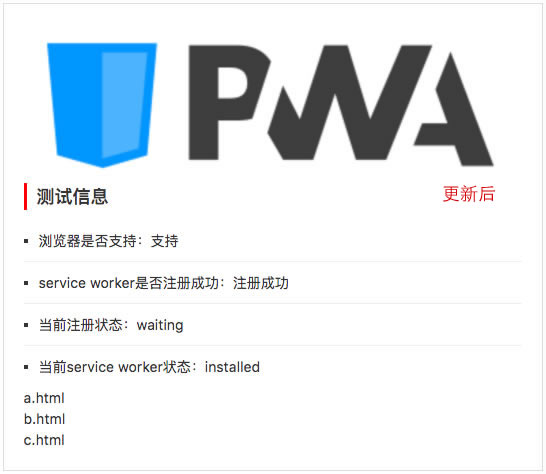 PWA
测试信息
更新后
浏览器是否支持：支持
service worker是否注册成功：注册成功
当前注册状态：waiting
当前service worker状态：installed
a.html
b.html
c.html